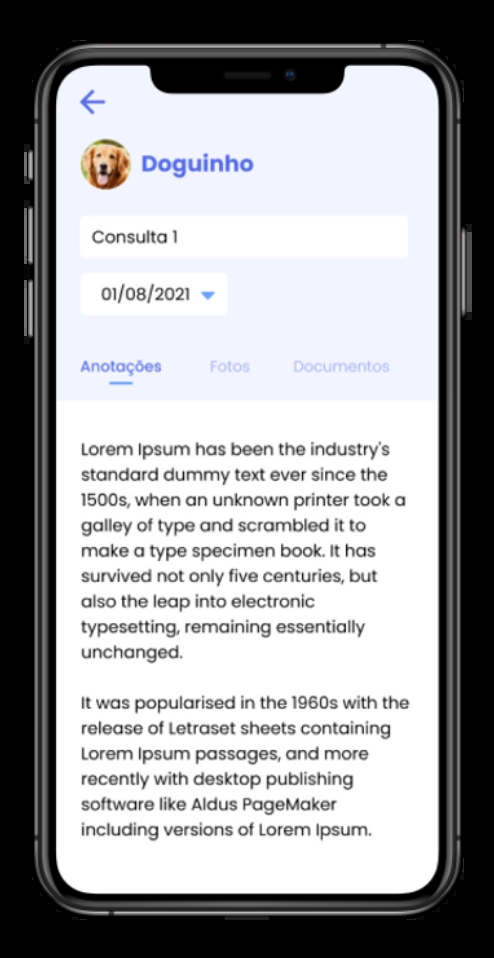 Doguinho
Consulta 1
01/08/2021
Anotações Fotos Documentos
Lorem Ipsum has been the industry's
standard dummy text ever since the
1500s, when an unknown printer took a
galley of type and scrambled it to
make a type specimen book. It has
survived not only five centuries, but
also the leap into electronic
typesetting, remaining essentially
unchanged.
It was popularised in the 1960s with the
release of Letraset sheets containing
Lorem Ipsum passages, and more
recently with desktop publishing
software like Aldus PageMaker
including versions of Lorem Ipsum.